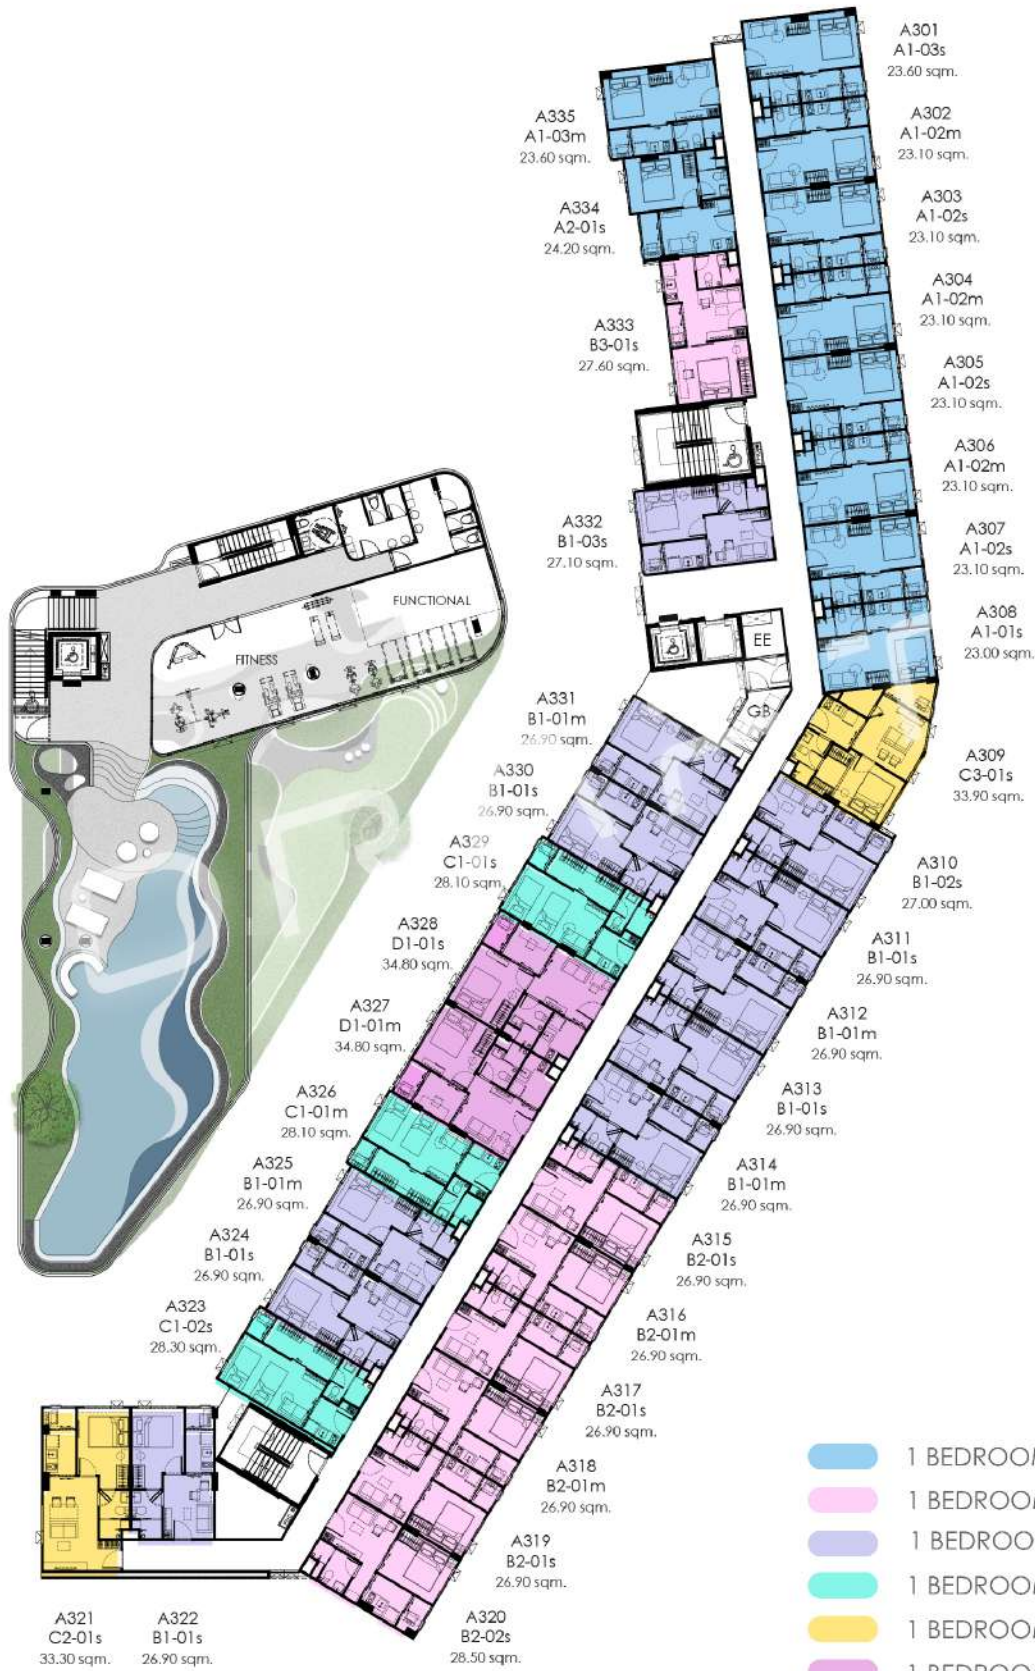 A301
A1-03s
23.60 sqm.
A302
A1-02m
23.10 sqm.
A303
A1-02s
23.10 sqm.
A304
A1-02m
23.10 sqm.
A305
A1-02s
23.10 sqm.
A306
A1-02m
23.10 sqm.
A307
A1-02s
23.10 sqm.
A308
A1-01s
23.00 sqm.
A309
C3-01s
33.90 sqm.
A310
B1-02s
27.00 sqm.
A311
B1-01s
26.90 sqm.
A312
B1-01m
26.90 sqm.
A313
B1-01s
26.90 sqm.
A314
B1-01m
26.90 sqm.
A315
B2-01s
26.90 sqm.
A316
B2-01m
26.90 sqm.
A317
B2-01s
26.90 sqm.
A318
B2-01m
26.90 sqm.
A319
B2-01s
26.90 sqm.
A320
B2-02s
28.50 sqm.
A335
A1-03m
23.60 sqm.
A334
A2-01s
24.20 sqm.
A333
B3-01s
27.60 sqm.
A332
B1-03s
27.10 sqm.
EE
GB
A331
B1-01m
26.90 sqm.
A330
B1-01s
26.90 sqm.
A329
C1-01s
28.10 sqm.
A328
D1-01s
34.80 sqm.
A327
D1-01m
34.80 sqm.
A326
C1-01m
28.10 sqm.
A325
B1-01m
26.90 sqm.
A324
B1-01s
26.90 sqm.
A323
C1-02s
28.30 sqm.
A321
C2-01s
33.30 sqm.
A322
B1-01s
26.90 sqm.
FUNCTIONAL
FITNESS
1 BEDROOM
1 BEDROOM
1 BEDROO
1 BEDROOM
1 BEDROOM
1 BEDROOM